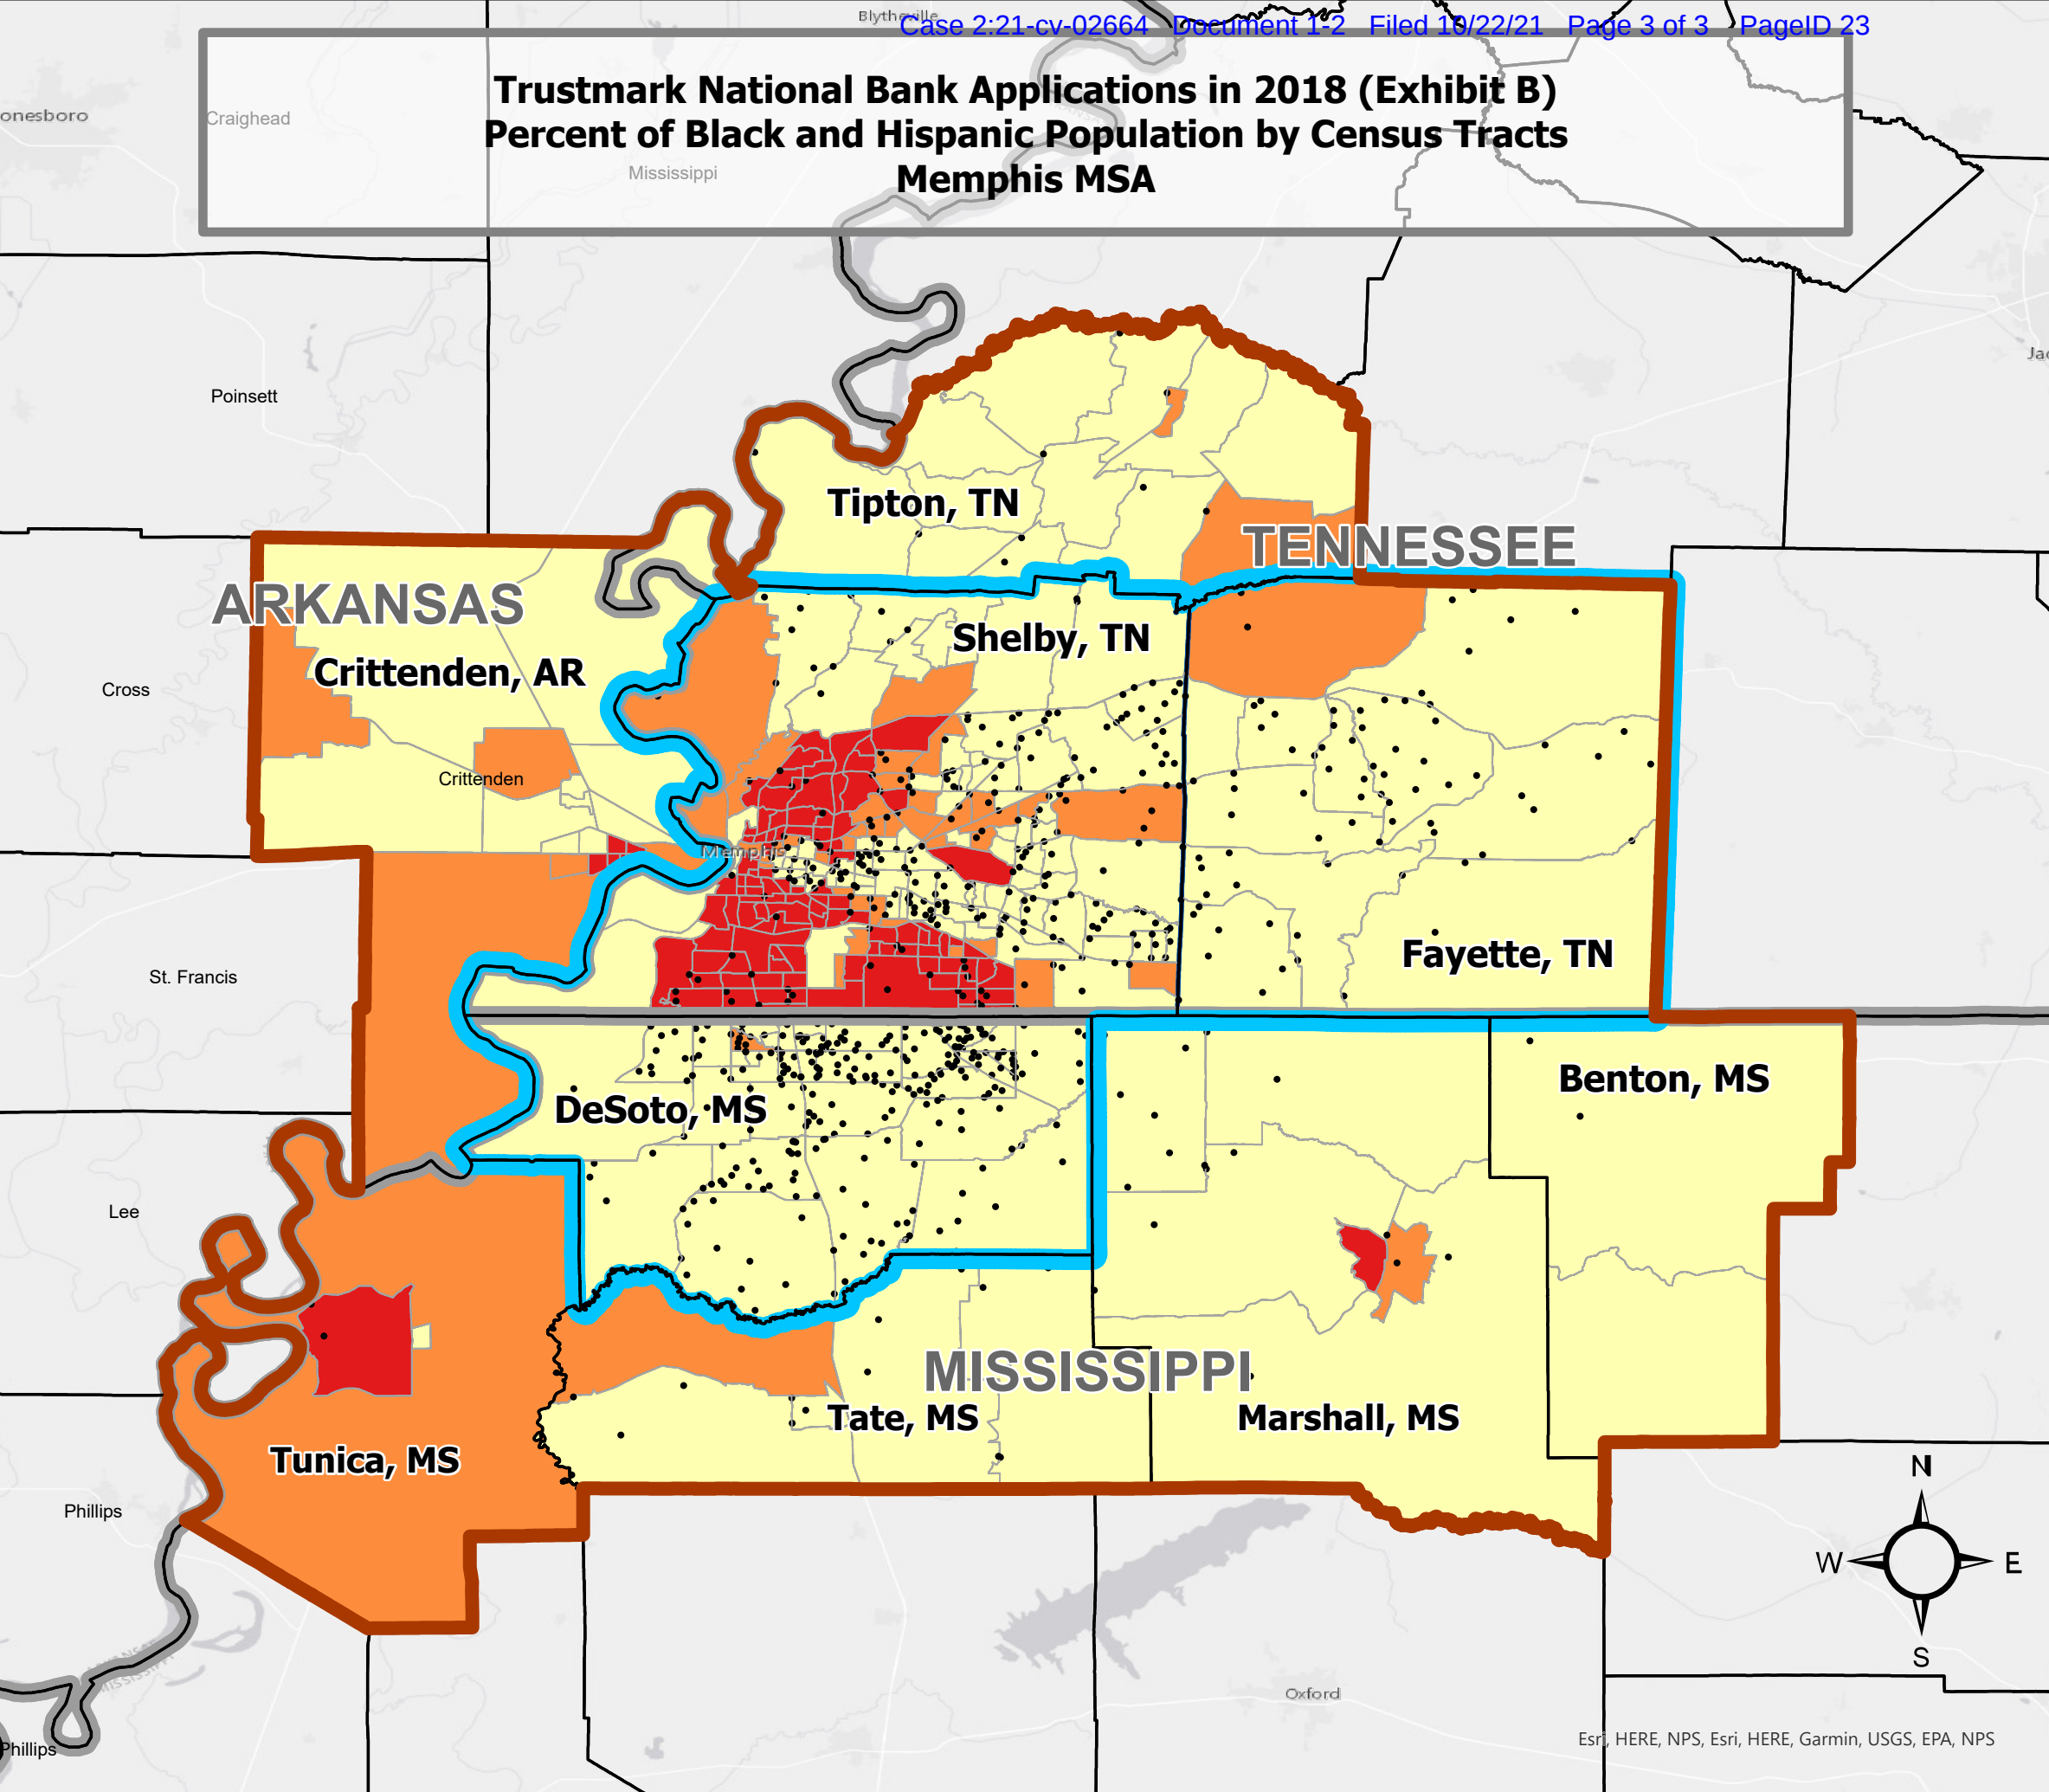 Blytheville
Case 2:21-cv-02664 Document 1-2 Filed 10/22/21 Page 3 of 3 PageID 23
Trustmark National Bank Applications in 2018 (Exhibit B)
Percent of Black and Hispanic Population by Census Tracts
Memphis MSA
onesboro
Craighead
Mississippi
Jac
Poinsett
Tipton, TN
TENNESSEE
ARKANSAS
Shelby, TN
Crittenden, AR
Cross
Crittenden
Memphis
Fayette, TN
St. Francis
Benton, MS
DeSoto, MS
Lee
MISSISSIPPI
Tate, MS
Marshall, MS
Tunica, MS
N
Phillips
W
E
S
ARKANSAS
MISSISSIPPI
Oxford
Esri, HERE, NPS, Esri, HERE, Garmin, USGS, EPA, NPS
Phillips